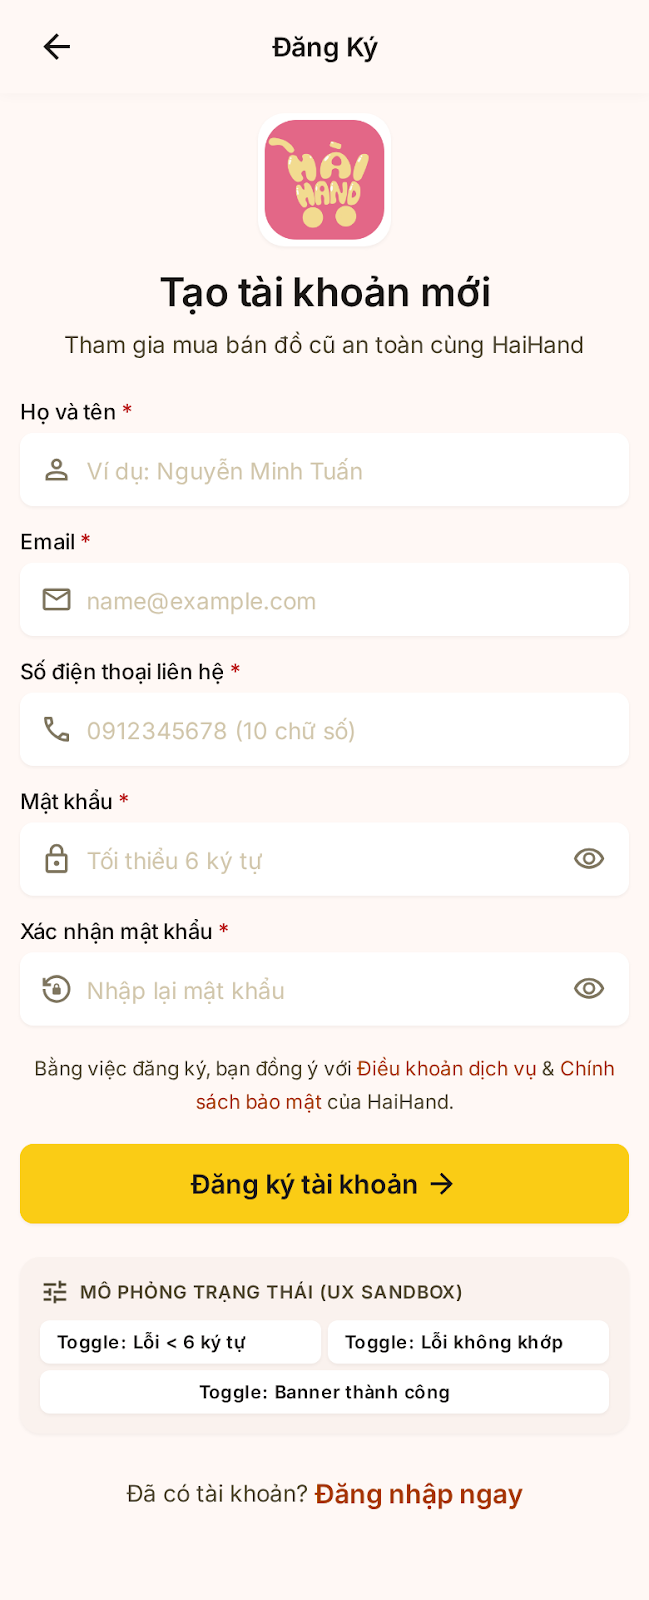 Đăng Ký
HÀI
HAND
Tạo tài khoản mới
Tham gia mua bán đồ cũ an toàn cùng HaiHand
Họ và tên *
Ví dụ: Nguyễn Minh Tuấn
Email *
name@example.com
Số điện thoại liên hệ *
0912345678 (10 chữ số)
Mật khẩu *
Tối thiểu 6 ký tự
Xác nhận mật khẩu *
Nhập lại mật khẩu
Bằng việc đăng ký, bạn đồng ý với Điều khoản dịch vụ & Chính
sách bảo mật của HaiHand.
Đăng ký tài khoản →
MÔ PHỎNG TRẠNG THÁI (UX SANDBOX)
Toggle: Lỗi < 6 ký tự
Toggle: Lỗi không khớp
Toggle: Banner thành công
Đã có tài khoản? Đăng nhập ngay